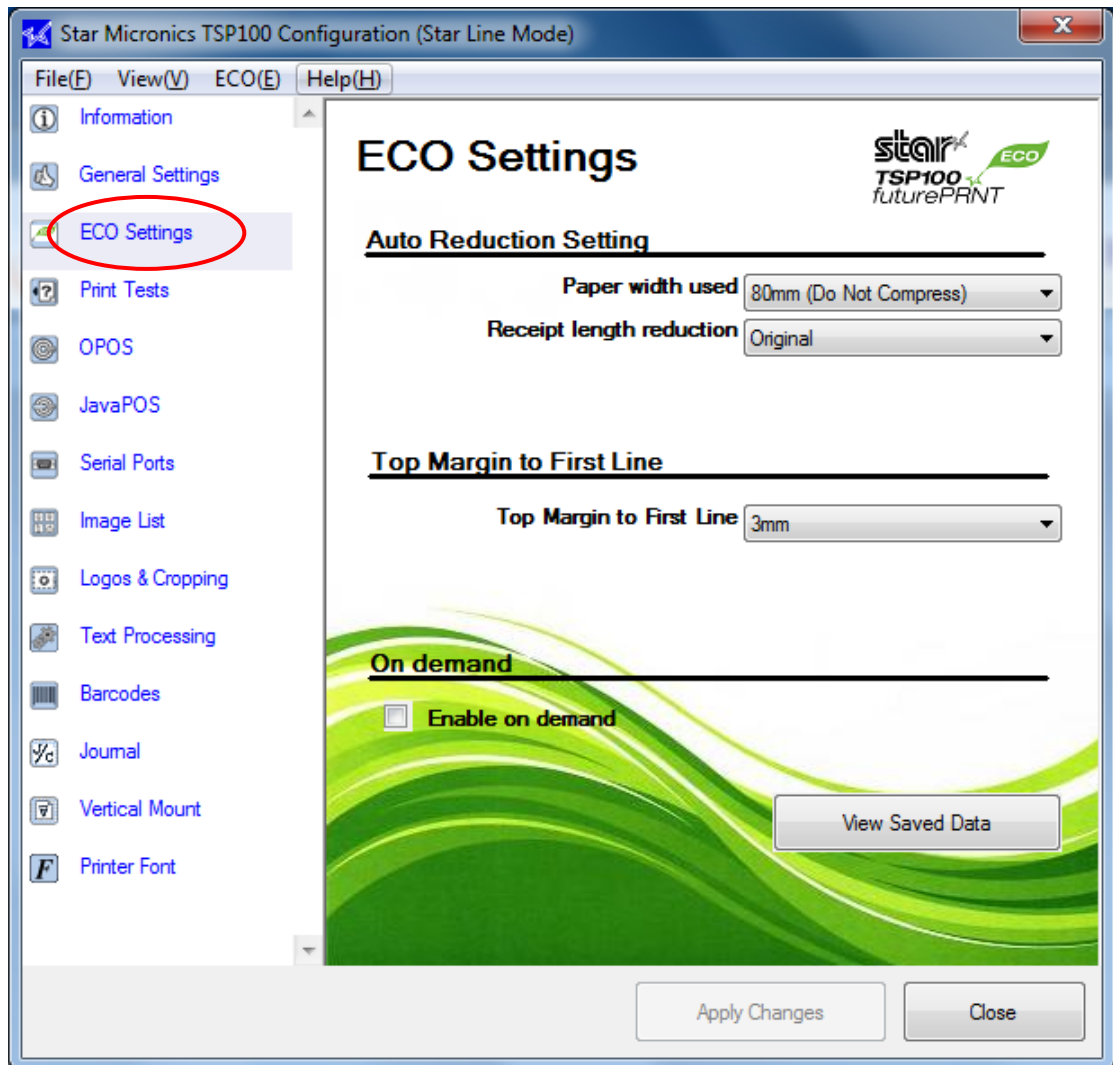 Star Micronics TSP100 Configuration (Star Line Mode)
File(F) View(V) ECO(E) Help(H)
Information
General Settings
ECO Settings
Print Tests
OPOS
JavaPOS
Serial Ports
Image List
Logos & Cropping
Text Processing
Barcodes
Journal
Vertical Mount
Printer Font
ECO Settings
star
ECO
TSP100
futurePRNT
Auto Reduction Setting
Paper width used 80mm (Do Not Compress)
Receipt length reduction Original
Top Margin to First Line
Top Margin to First Line 3mm
On demand
Enable on demand
View Saved Data
Apply Changes Close